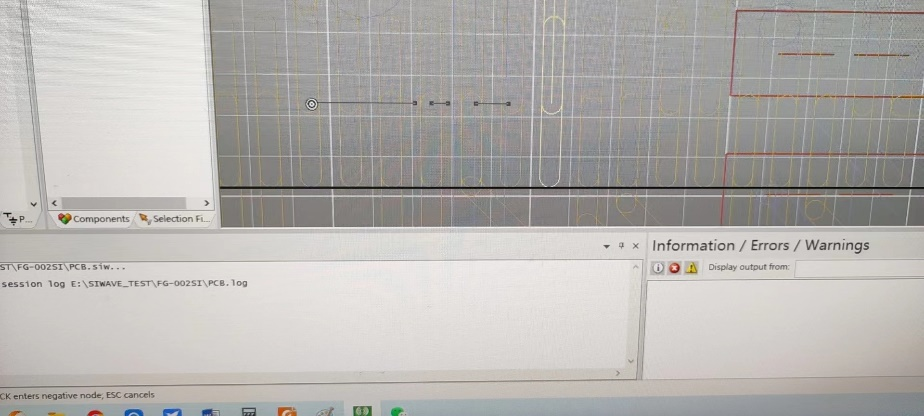 P...
Components
Selection Fi...
ST\FG-002SI\PCB.siw...
session log E:\SIWAVE_TEST\FG-002SI\PCB.log
Information / Errors / Warnings
Display output from:
CK enters negative node; ESC cancels